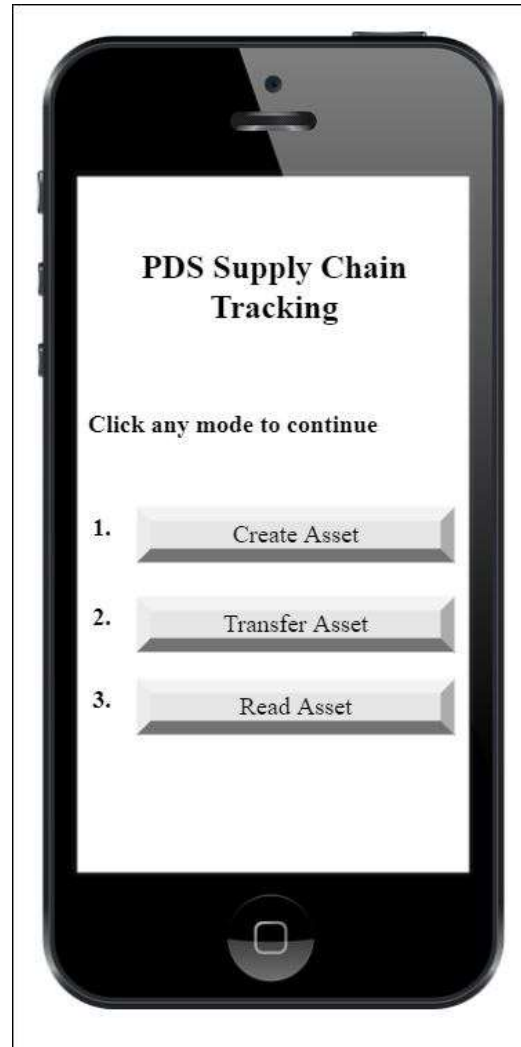 PDS Supply Chain
Tracking
Click any mode to continue
1. Create Asset
2. Transfer Asset
3. Read Asset